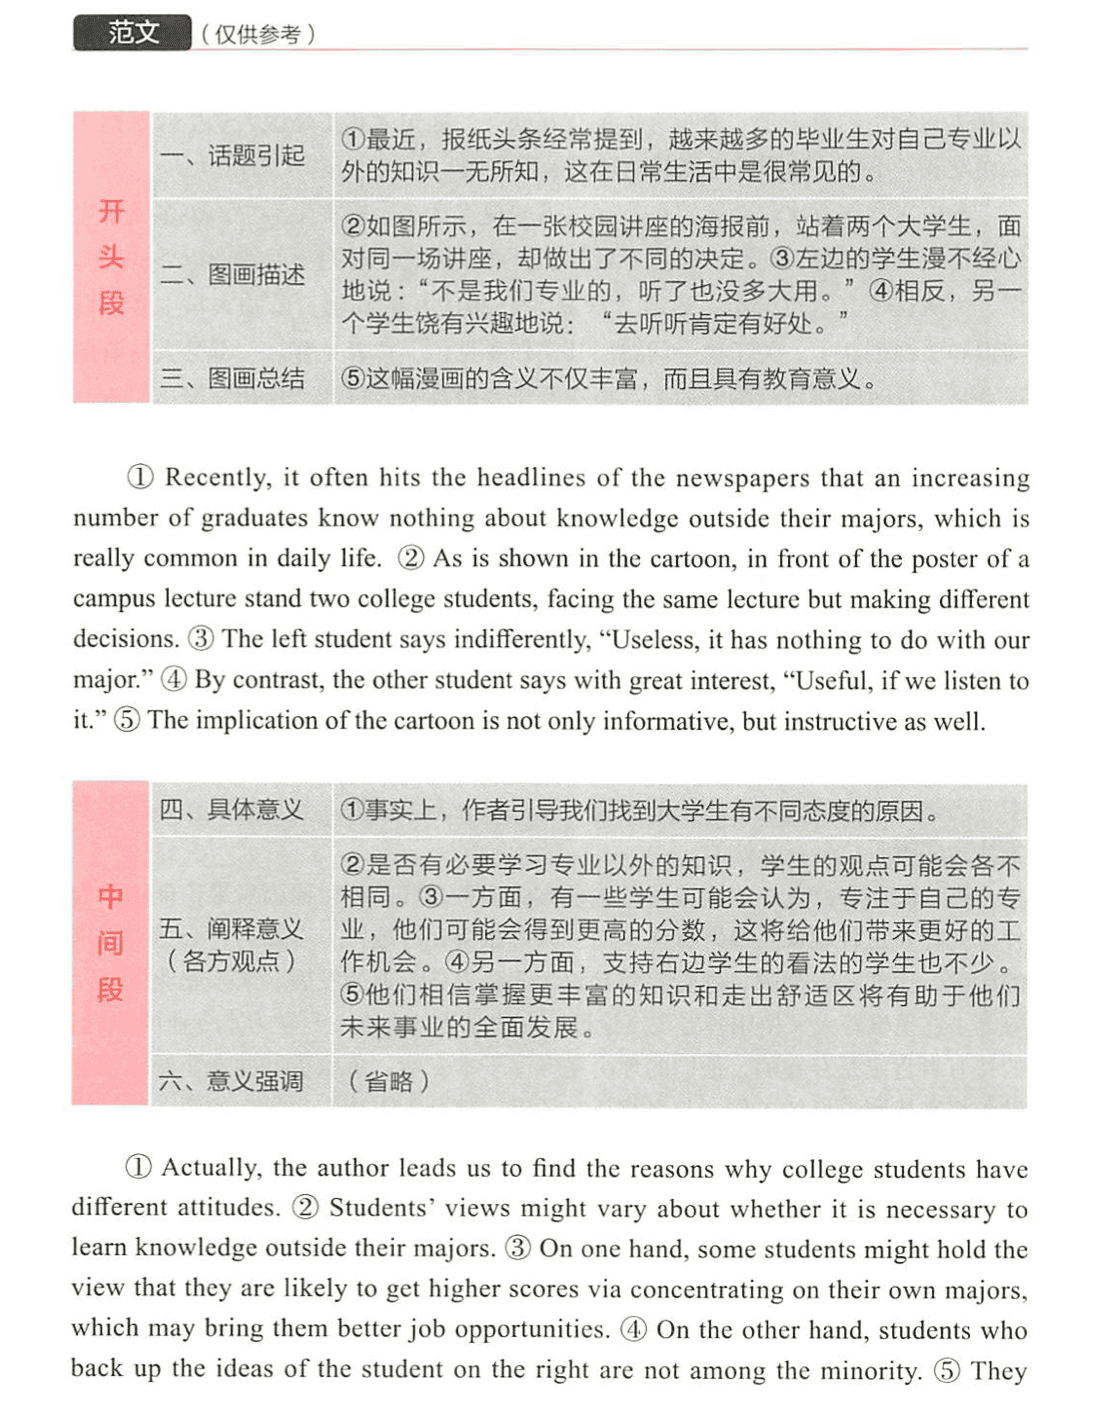 范文（仅供参考）
开头段
一、话题引起
①最近，报纸头条经常提到，越来越多的毕业生对自己专业以
外的知识一无所知，这在日常生活中是很常见的。
二、图画描述
②如图所示，在一张校园讲座的海报前，站着两个大学生，面
对同一场讲座，却做出了不同的决定。③左边的学生漫不经心
地说：“不是我们专业的，听了也没多大用。”④相反，另一
个学生饶有兴趣地说：“去听听肯定有好处。”
三、图画总结
⑤这幅漫画的含义不仅丰富，而且具有教育意义。
① Recently, it often hits the headlines of the newspapers that an increasing
number of graduates know nothing about knowledge outside their majors, which is
really common in daily life. ② As is shown in the cartoon, in front of the poster of a
campus lecture stand two college students, facing the same lecture but making different
decisions. ③ The left student says indifferently, “Useless, it has nothing to do with our
major.” ④ By contrast, the other student says with great interest, “Useful, if we listen to
it.” ⑤ The implication of the cartoon is not only informative, but instructive as well.
中间段
四、具体意义
①事实上，作者引导我们找到大学生有不同态度的原因。
五、阐释意义
（各方观点）
②是否有必要学习专业以外的知识，学生的观点可能会各不
相同。③一方面，有一些学生可能会认为，专注于自己的专
业，他们可能会得到更高的分数，这将给他们带来更好的工
作机会。④另一方面，支持右边学生的看法的学生也不少。
⑤他们相信掌握更丰富的知识和走出舒适区将有助于他们
未来事业的全面发展。
六、意义强调
（省略）
① Actually, the author leads us to find the reasons why college students have
different attitudes. ② Students’ views might vary about whether it is necessary to
learn knowledge outside their majors. ③ On one hand, some students might hold the
view that they are likely to get higher scores via concentrating on their own majors,
which may bring them better job opportunities. ④ On the other hand, students who
back up the ideas of the student on the right are not among the minority. ⑤ They